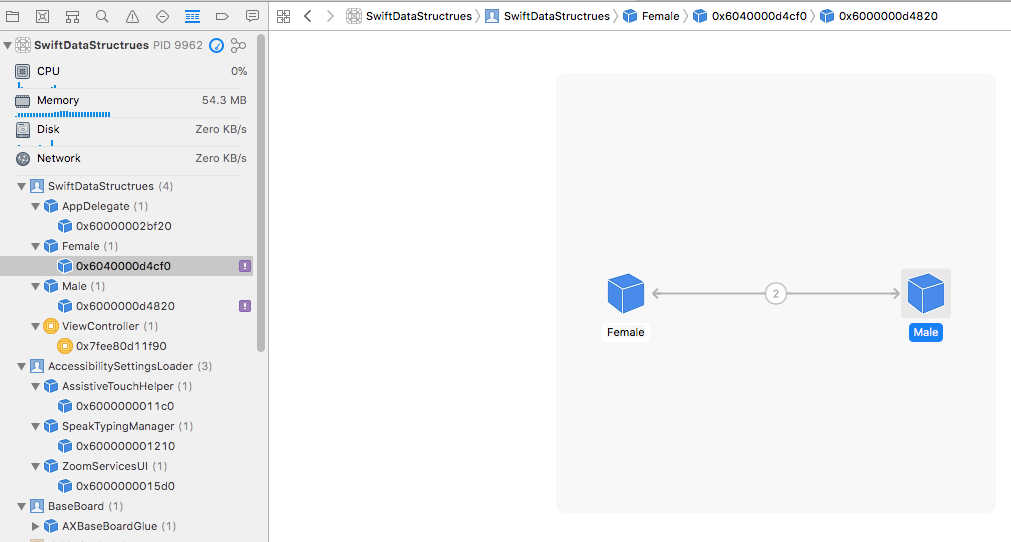 SwiftDataStructrues 〉 SwiftDataStructrues 〉 Female 〉 0x6040000d4cf0 〉 0x6000000d4820
SwiftDataStructrues PID 9962
CPU 0%
Memory 54.3 MB
Disk Zero KB/s
Network Zero KB/s
SwiftDataStructrues (4)
AppDelegate (1)
0x60000002bf20
Female (1)
0x6040000d4cf0
Male (1)
0x6000000d4820
ViewController (1)
0x7fee80d11f90
AccessibilitySettingsLoader (3)
AssistiveTouchHelper (1)
0x6000000011c0
SpeakTypingManager (1)
0x600000001210
ZoomServicesUI (1)
0x6000000015d0
BaseBoard (1)
AXBaseBoardGlue (1)
2
Female
Male